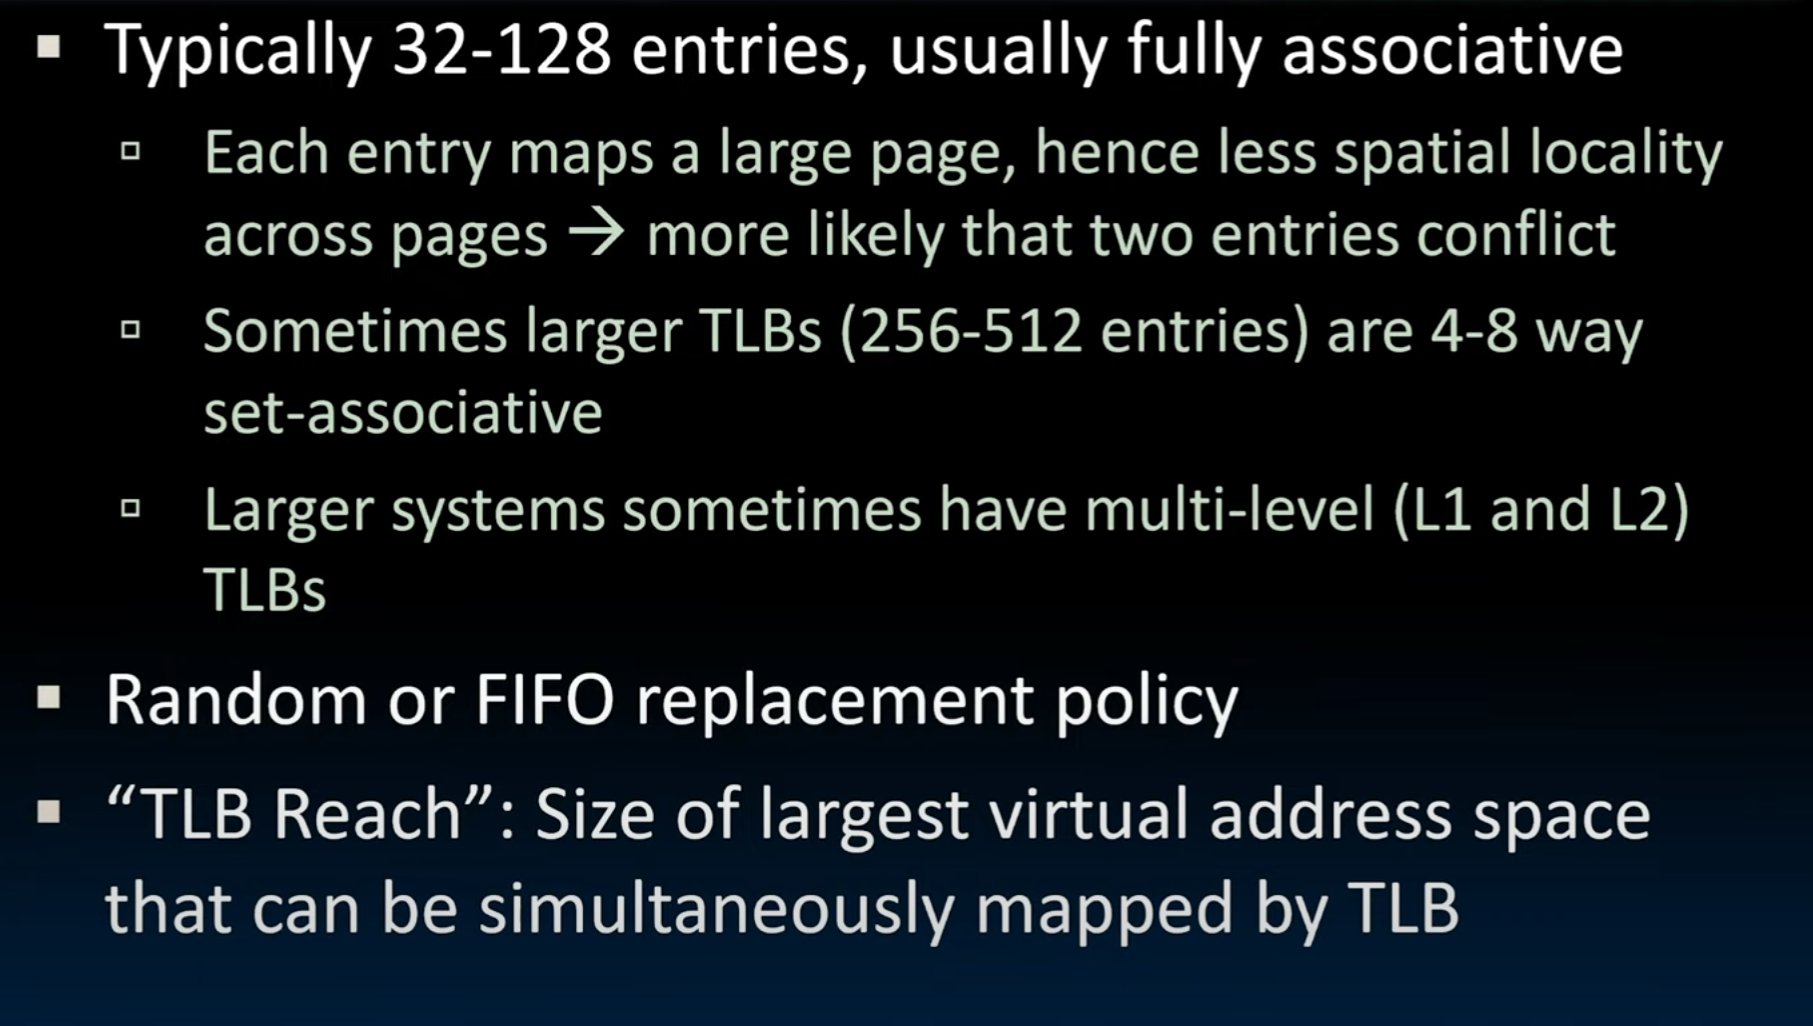 ▪ Typically 32-128 entries, usually fully associative
▫ Each entry maps a large page, hence less spatial locality
across pages → more likely that two entries conflict
▫ Sometimes larger TLBs (256-512 entries) are 4-8 way
set-associative
▫ Larger systems sometimes have multi-level (L1 and L2)
TLBs
▪ Random or FIFO replacement policy
▪ “TLB Reach”: Size of largest virtual address space
that can be simultaneously mapped by TLB